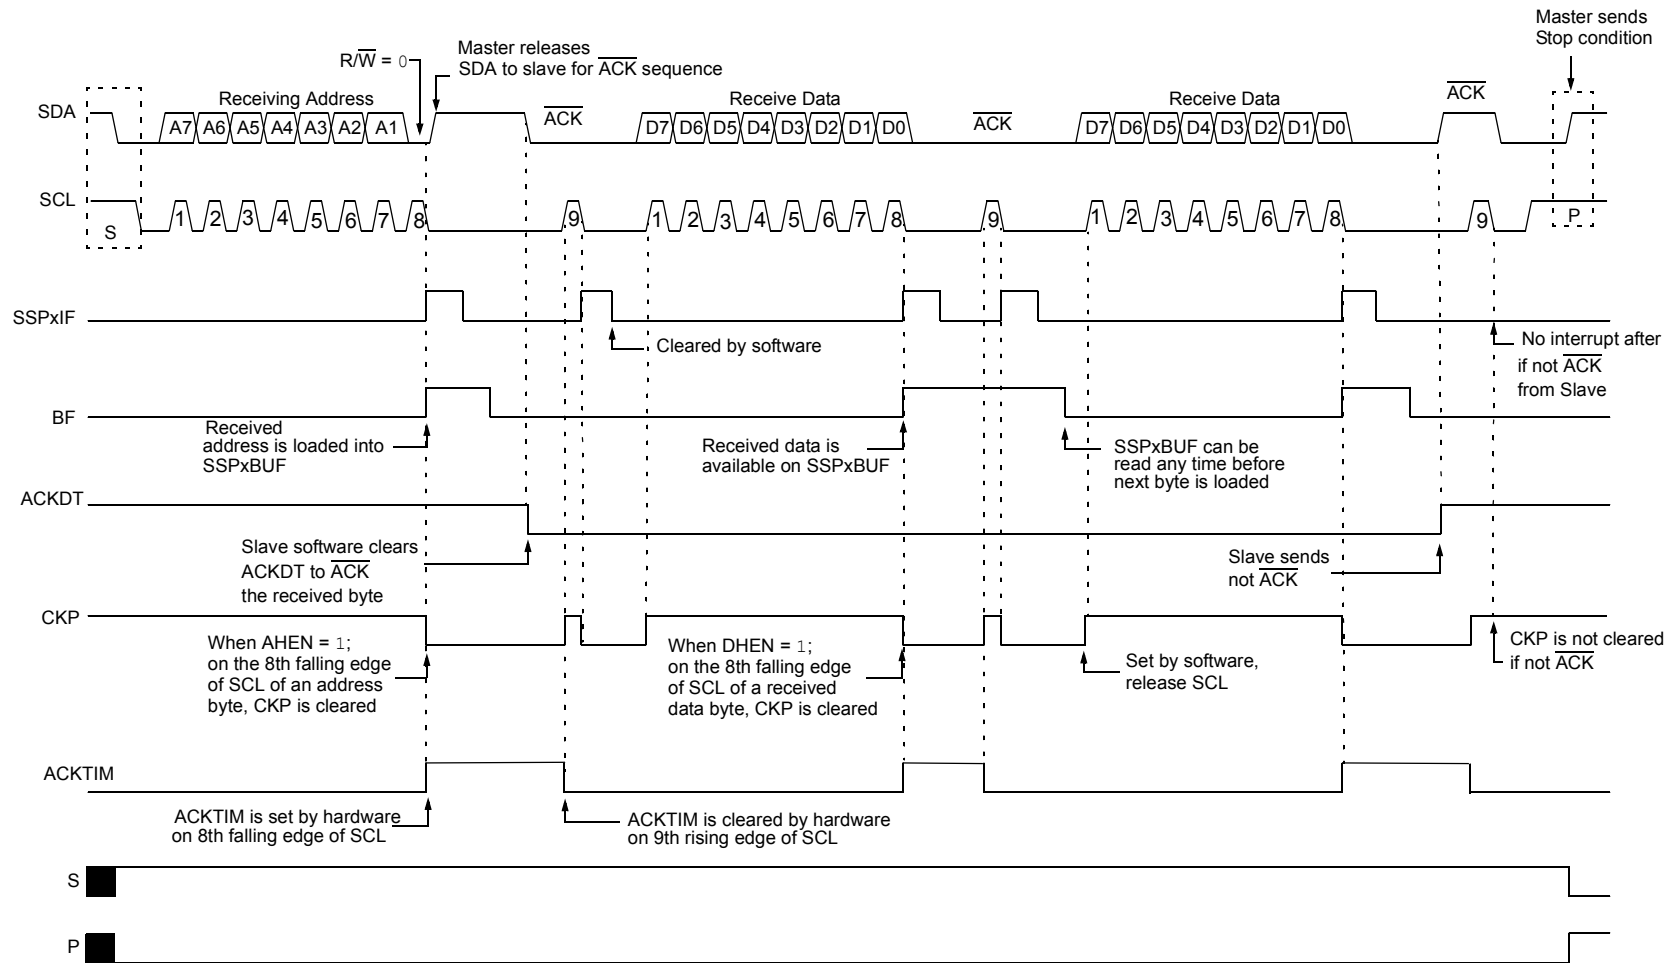 Master sends
Stop condition
R/W = 0
Master releases
SDA to slave for ACK sequence
SDA
Receiving Address
ACK
Receive Data
ACK
Receive Data
ACK
A7 A6 A5 A4 A3 A2 A1
D7 D6 D5 D4 D3 D2 D1 D0
D7 D6 D5 D4 D3 D2 D1 D0
SCL
S
1 2 3 4 5 6 7 8 9
1 2 3 4 5 6 7 8 9
1 2 3 4 5 6 7 8 9
P
SSPxIF
Cleared by software
No interrupt after
if not ACK
from Slave
BF
Received
address is loaded into
SSPxBUF
Received data is
available on SSPxBUF
SSPxBUF can be
read any time before
next byte is loaded
ACKDT
Slave software clears
ACKDT to ACK
the received byte
Slave sends
not ACK
CKP
When AHEN = 1;
on the 8th falling edge
of SCL of an address
byte, CKP is cleared
When DHEN = 1;
on the 8th falling edge
of SCL of a received
data byte, CKP is cleared
Set by software,
release SCL
CKP is not cleared
if not ACK
ACKTIM
ACKTIM is set by hardware
on 8th falling edge of SCL
ACKTIM is cleared by hardware
on 9th rising edge of SCL
S
P